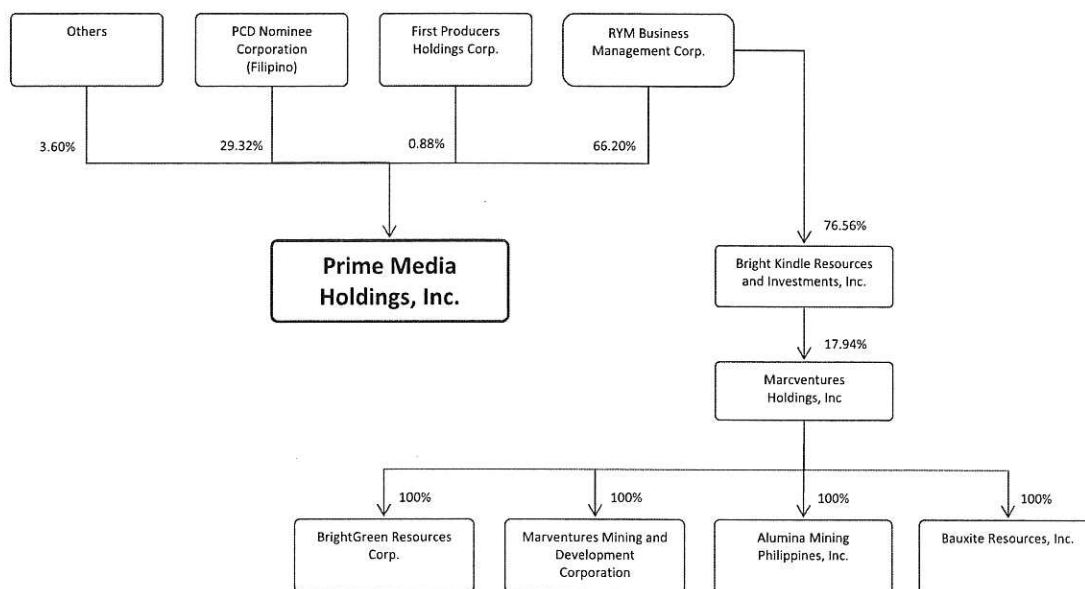 Others
PCD Nominee
Corporation
(Filipino)
First Producers
Holdings Corp.
RYM Business
Management Corp.
3.60%
29.32%
0.88%
66.20%
76.56%
Prime Media
Holdings, Inc.
Bright Kindle Resources
and Investments, Inc.
17.94%
Marcventures
Holdings, Inc
100%
100%
100%
100%
BrightGreen Resources
Corp.
Marventures Mining and
Development
Corporation
Alumina Mining
Philippines, Inc.
Bauxite Resources, Inc.